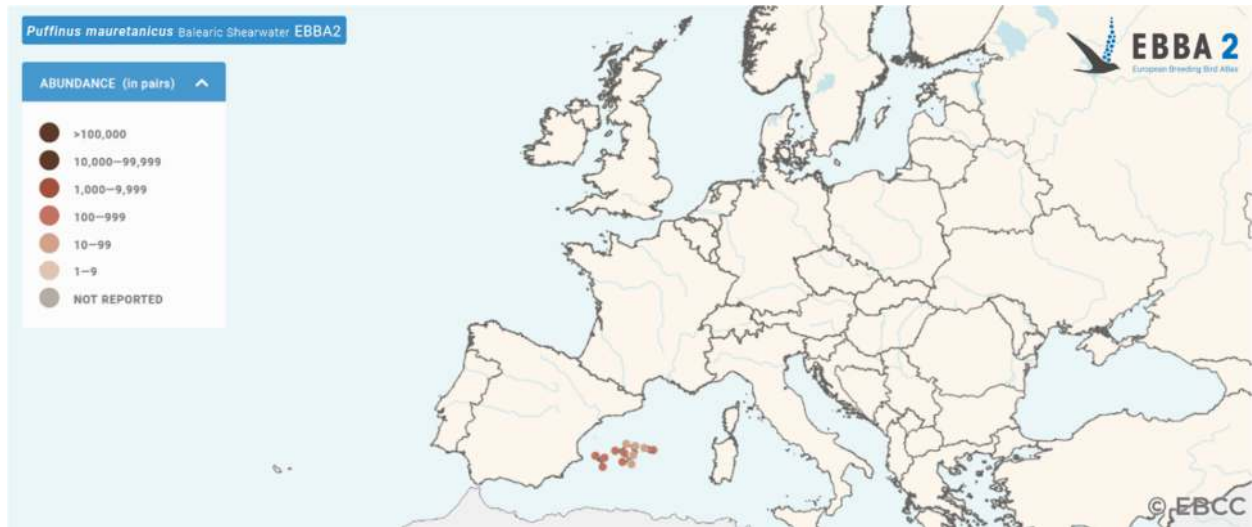 Puffinus mauretanicus Balearic Shearwater EBBA2
ABUNDANCE (in pairs)
>100,000
10,000–99,999
1,000–9,999
100–999
10–99
1–9
NOT REPORTED
EBBA 2
European Breeding Bird Atlas
© EBCC